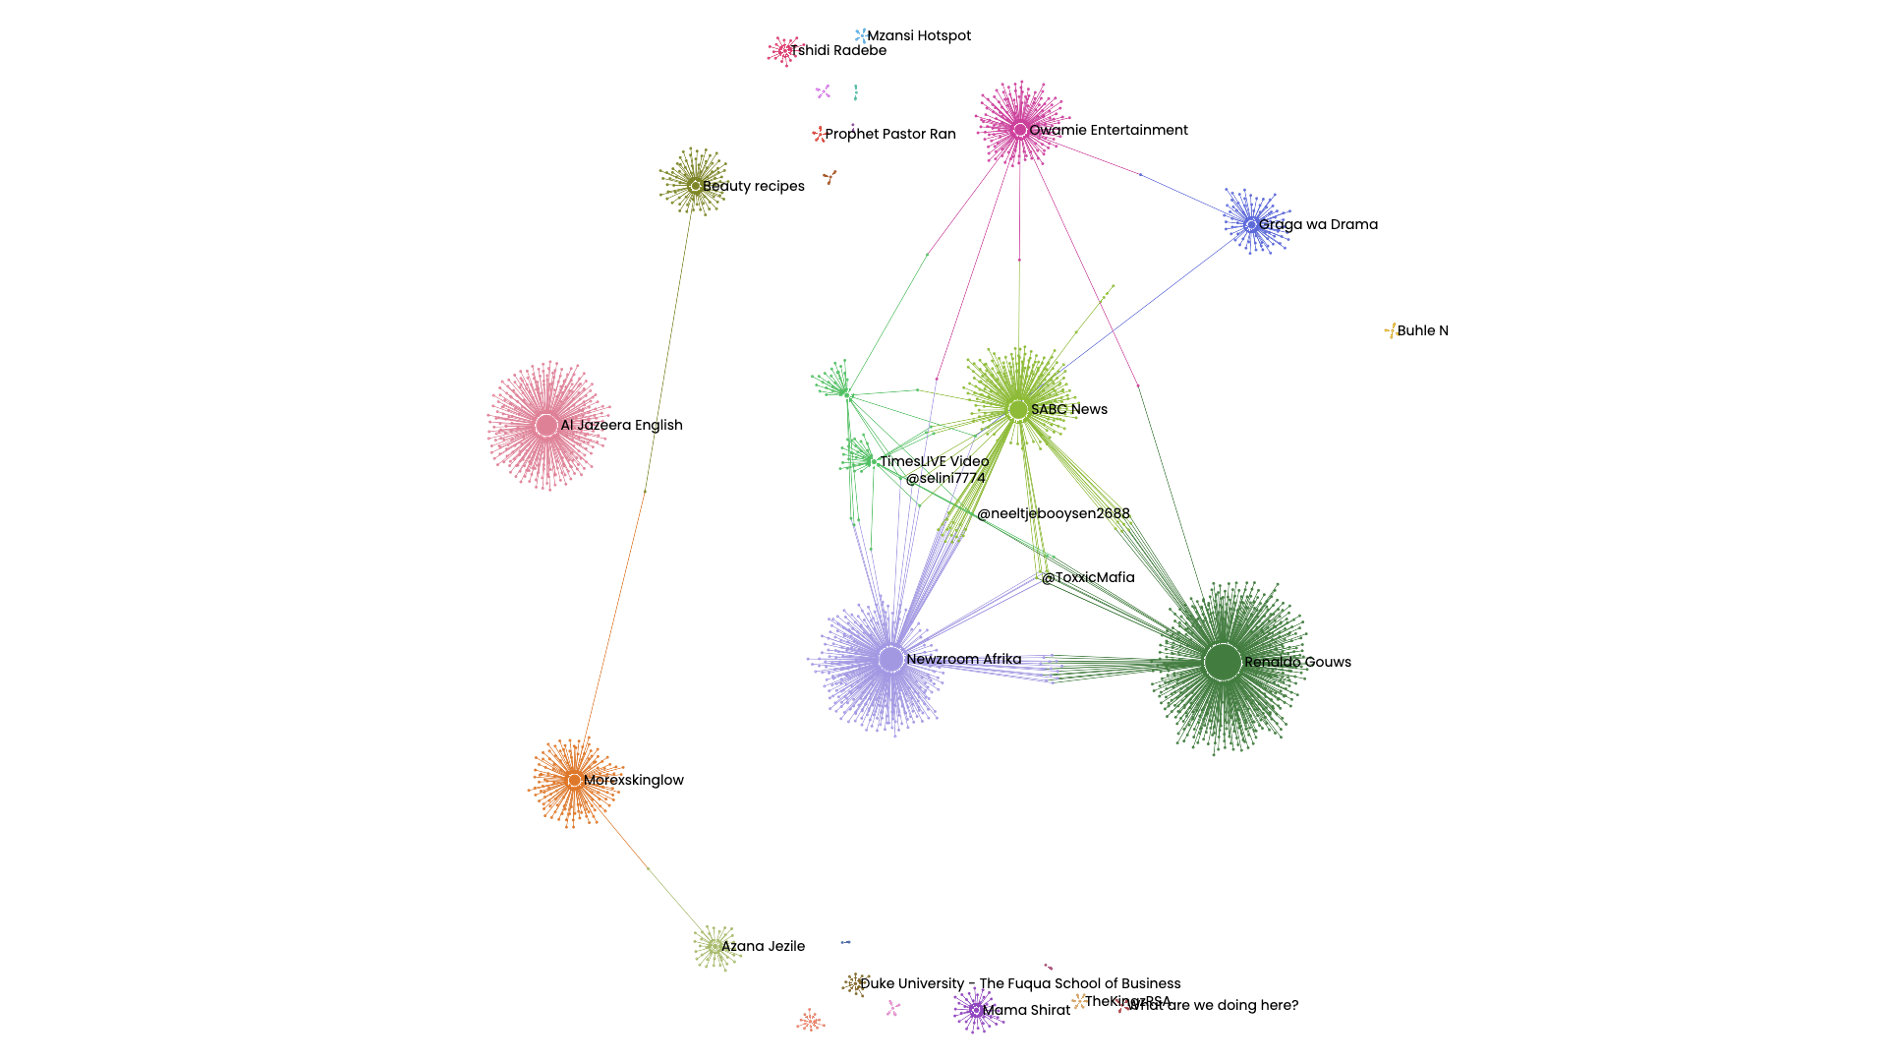 Mzansi Hotspot
Tshidi Radebe
Owamie Entertainment
Prophet Pastor Ran
Beauty recipes
Graga wa Drama
Buhle N
SABC News
Al Jazeera English
TimesLIVE Video
@selini7774
@neeltjebooysen2688
@ToxxicMafia
Newzroom Afrika
Renaldo Gouws
Morexskinglow
Azana Jezile
Duke University - The Fuqua School of Business
TheKingzRSA
What are we doing here?
Mama Shirat